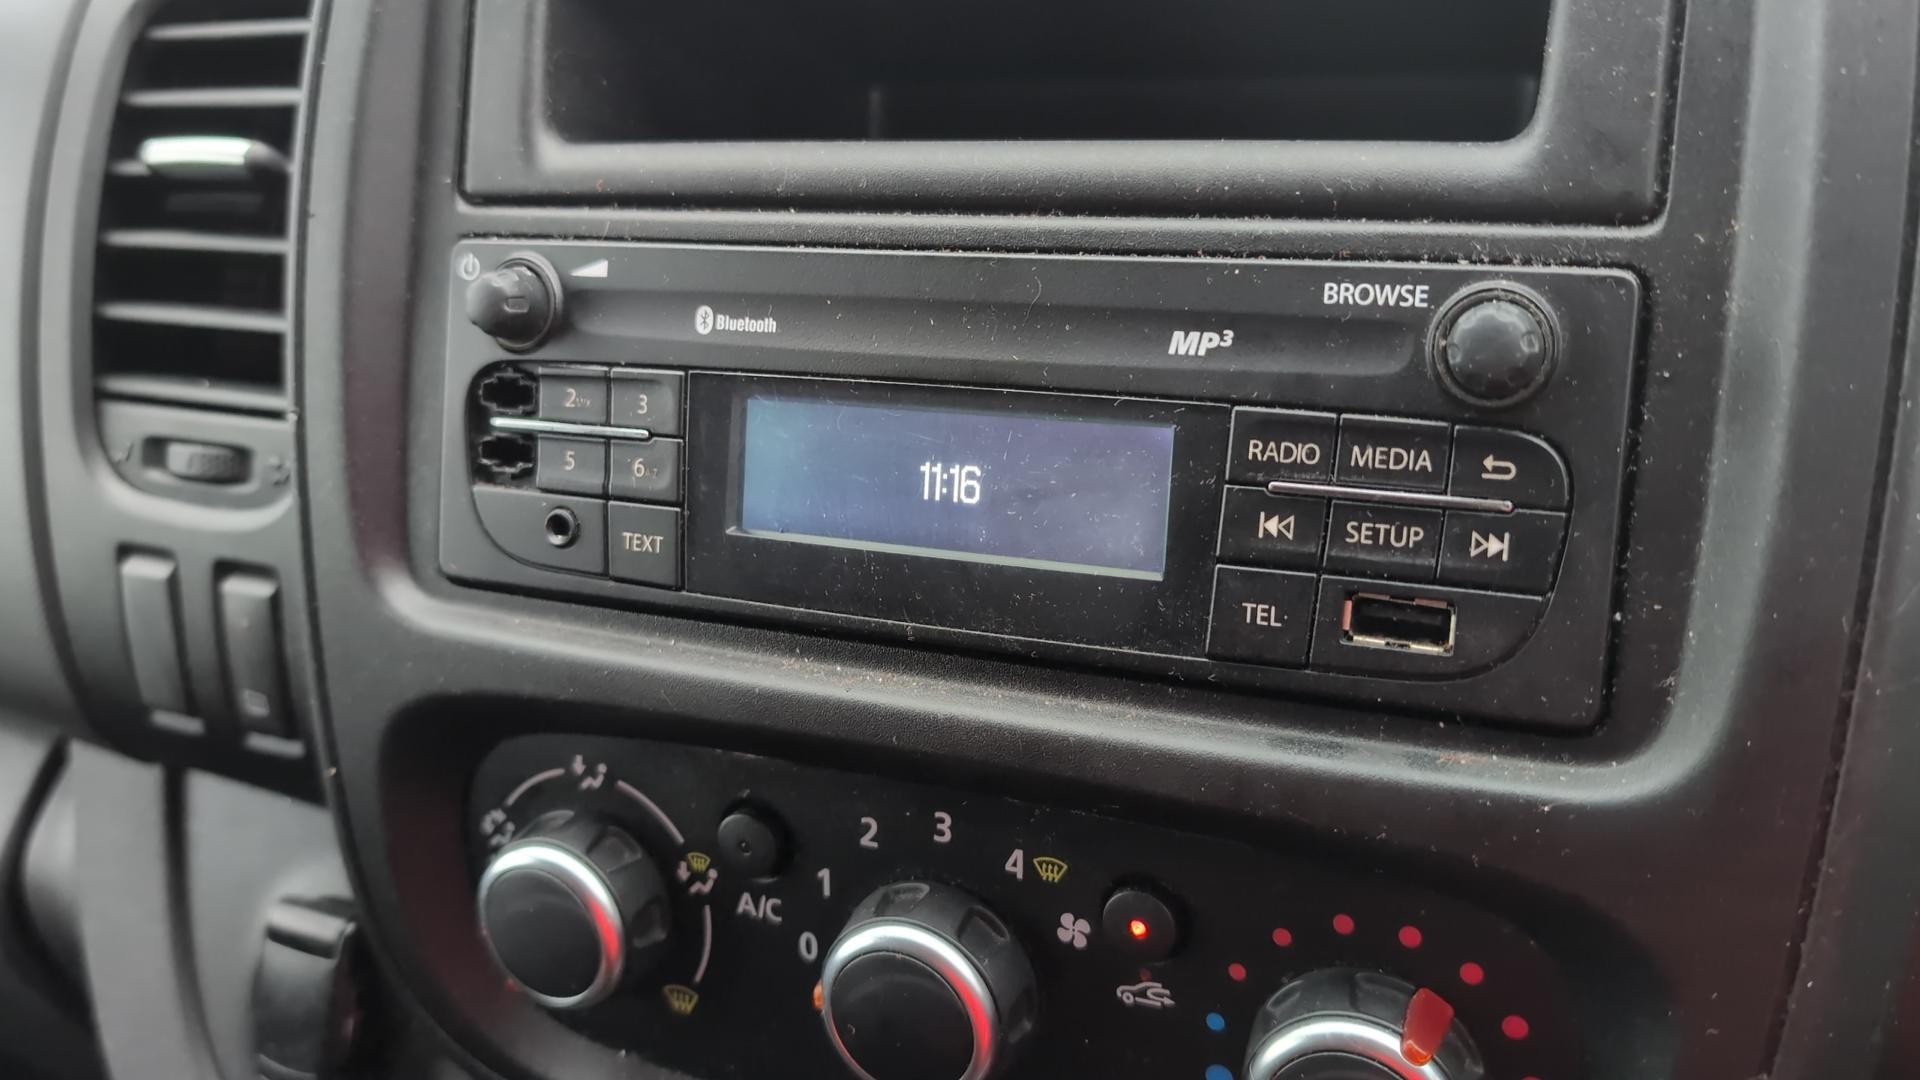 BROWSE
Bluetooth
MP3
2
3
5
6
TEXT
11:16
RADIO
MEDIA
SETUP
TEL
A/C
0
1
2
3
4